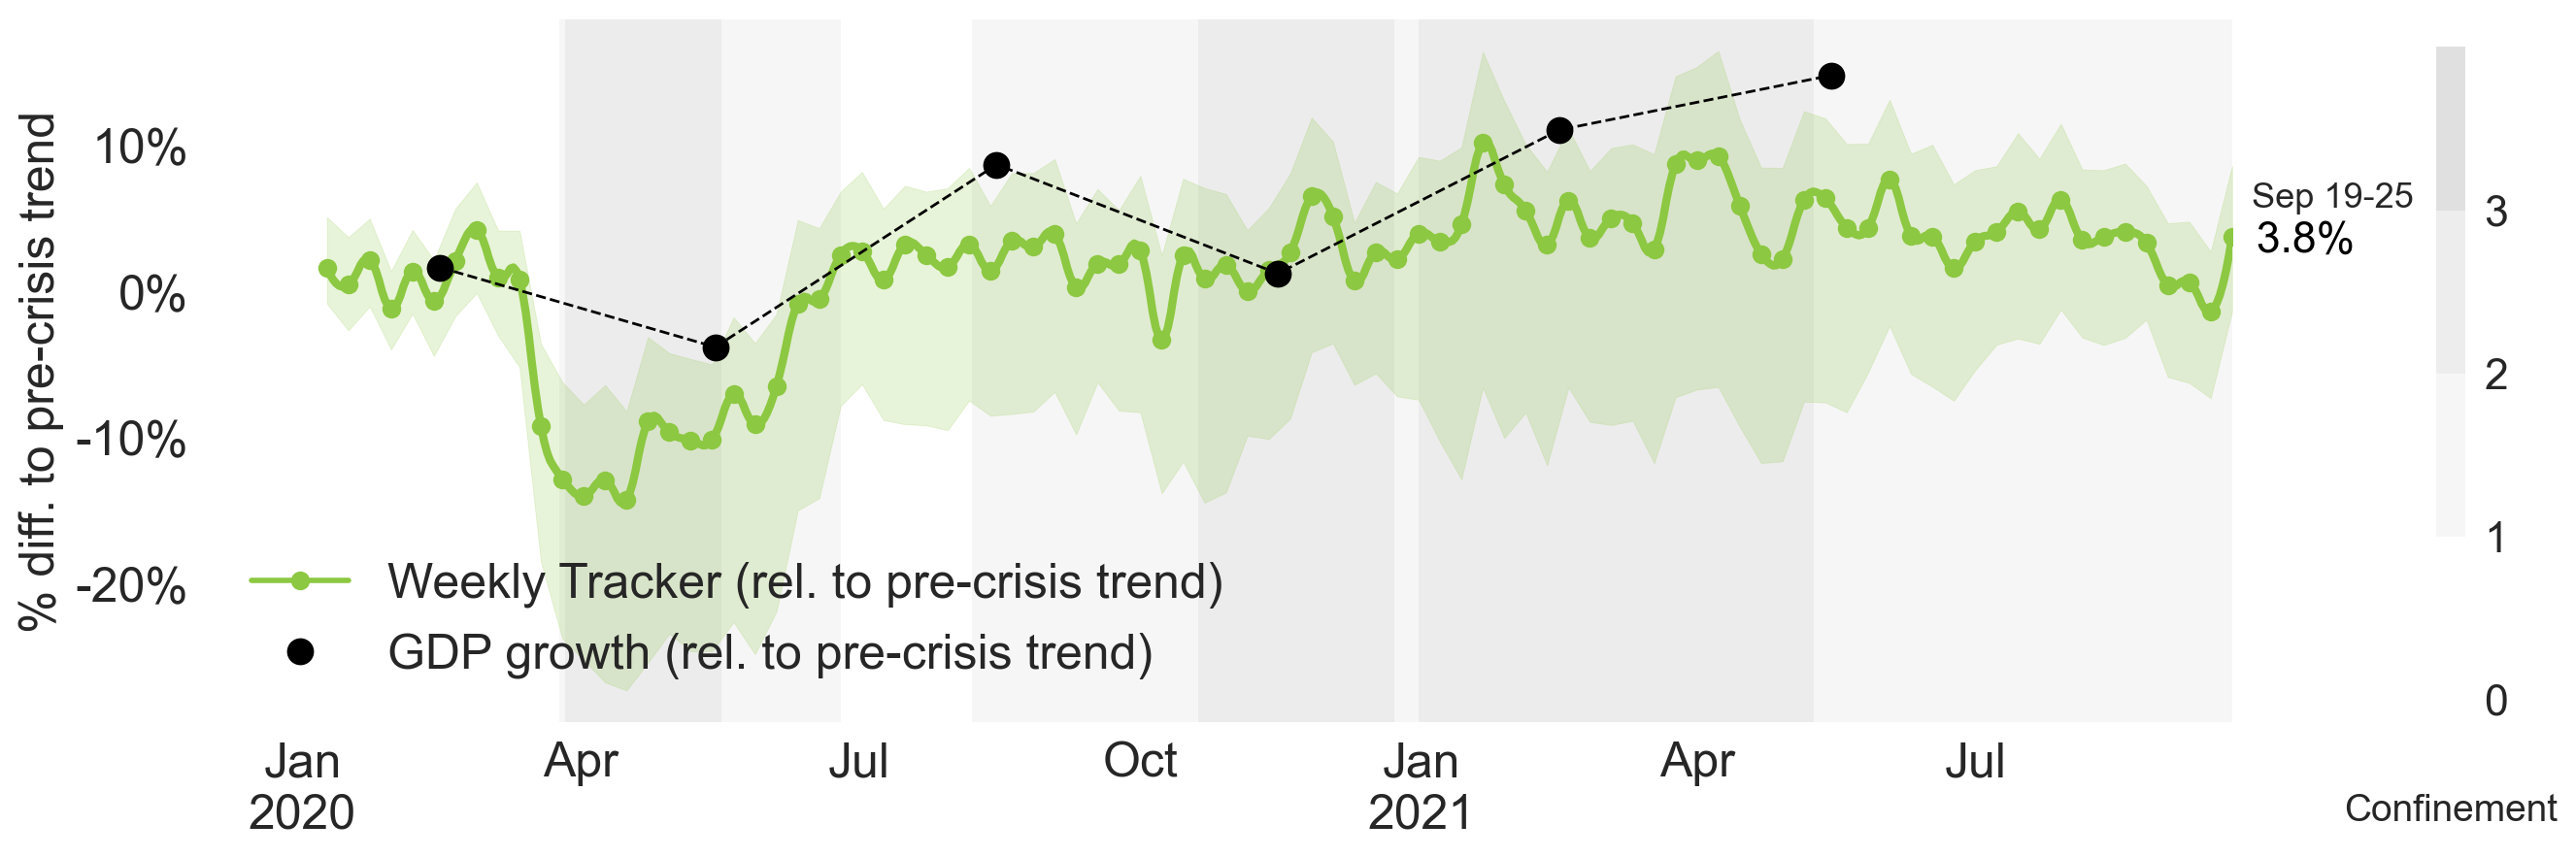 % diff. to pre-crisis trend
10%
0%
-10%
-20%
Weekly Tracker (rel. to pre-crisis trend)
GDP growth (rel. to pre-crisis trend)
Jan
2020
Apr
Jul
Oct
Jan
2021
Apr
Jul
Sep 19-25
3.8%
3
2
1
0
Confinement